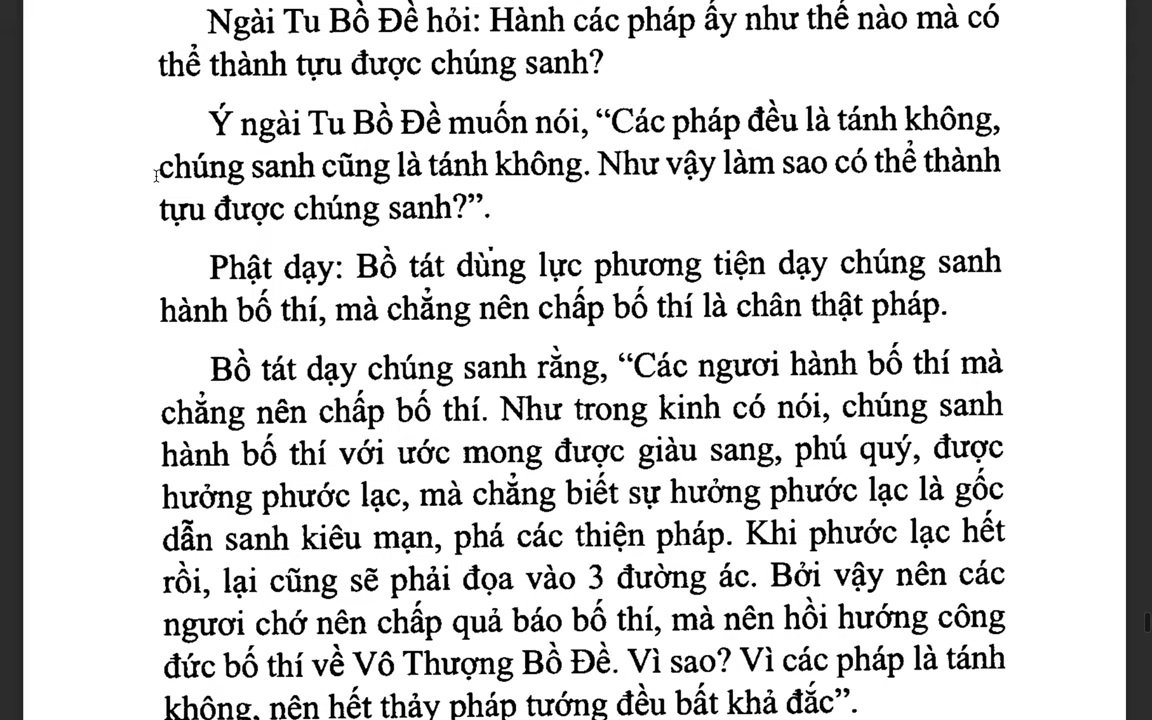 Ngài Tu Bồ Đề hỏi: Hành các pháp ấy như thế nào mà có
thể thành tựu được chúng sanh?
Ý ngài Tu Bồ Đề muốn nói, “Các pháp đều là tánh không,
chúng sanh cũng là tánh không. Như vậy làm sao có thể thành
tựu được chúng sanh?”.
Phật dạy: Bồ tát dùng lực phương tiện dạy chúng sanh
hành bố thí, mà chẳng nên chấp bố thí là chân thật pháp.
Bồ tát dạy chúng sanh rằng, “Các ngươi hành bố thí mà
chẳng nên chấp bố thí. Như trong kinh có nói, chúng sanh
hành bố thí với ước mong được giàu sang, phú quý, được
hưởng phước lạc, mà chẳng biết sự hưởng phước lạc là gốc
dẫn sanh kiêu mạn, phá các thiện pháp. Khi phước lạc hết
rồi, lại cũng sẽ phải đọa vào 3 đường ác. Bởi vậy nên các
ngươi chớ nên chấp quả báo bố thí, mà nên hồi hướng công
đức bố thí về Vô Thượng Bồ Đề. Vì sao? Vì các pháp là tánh
không, nên hết thảy pháp tướng đều bất khả đắc”.